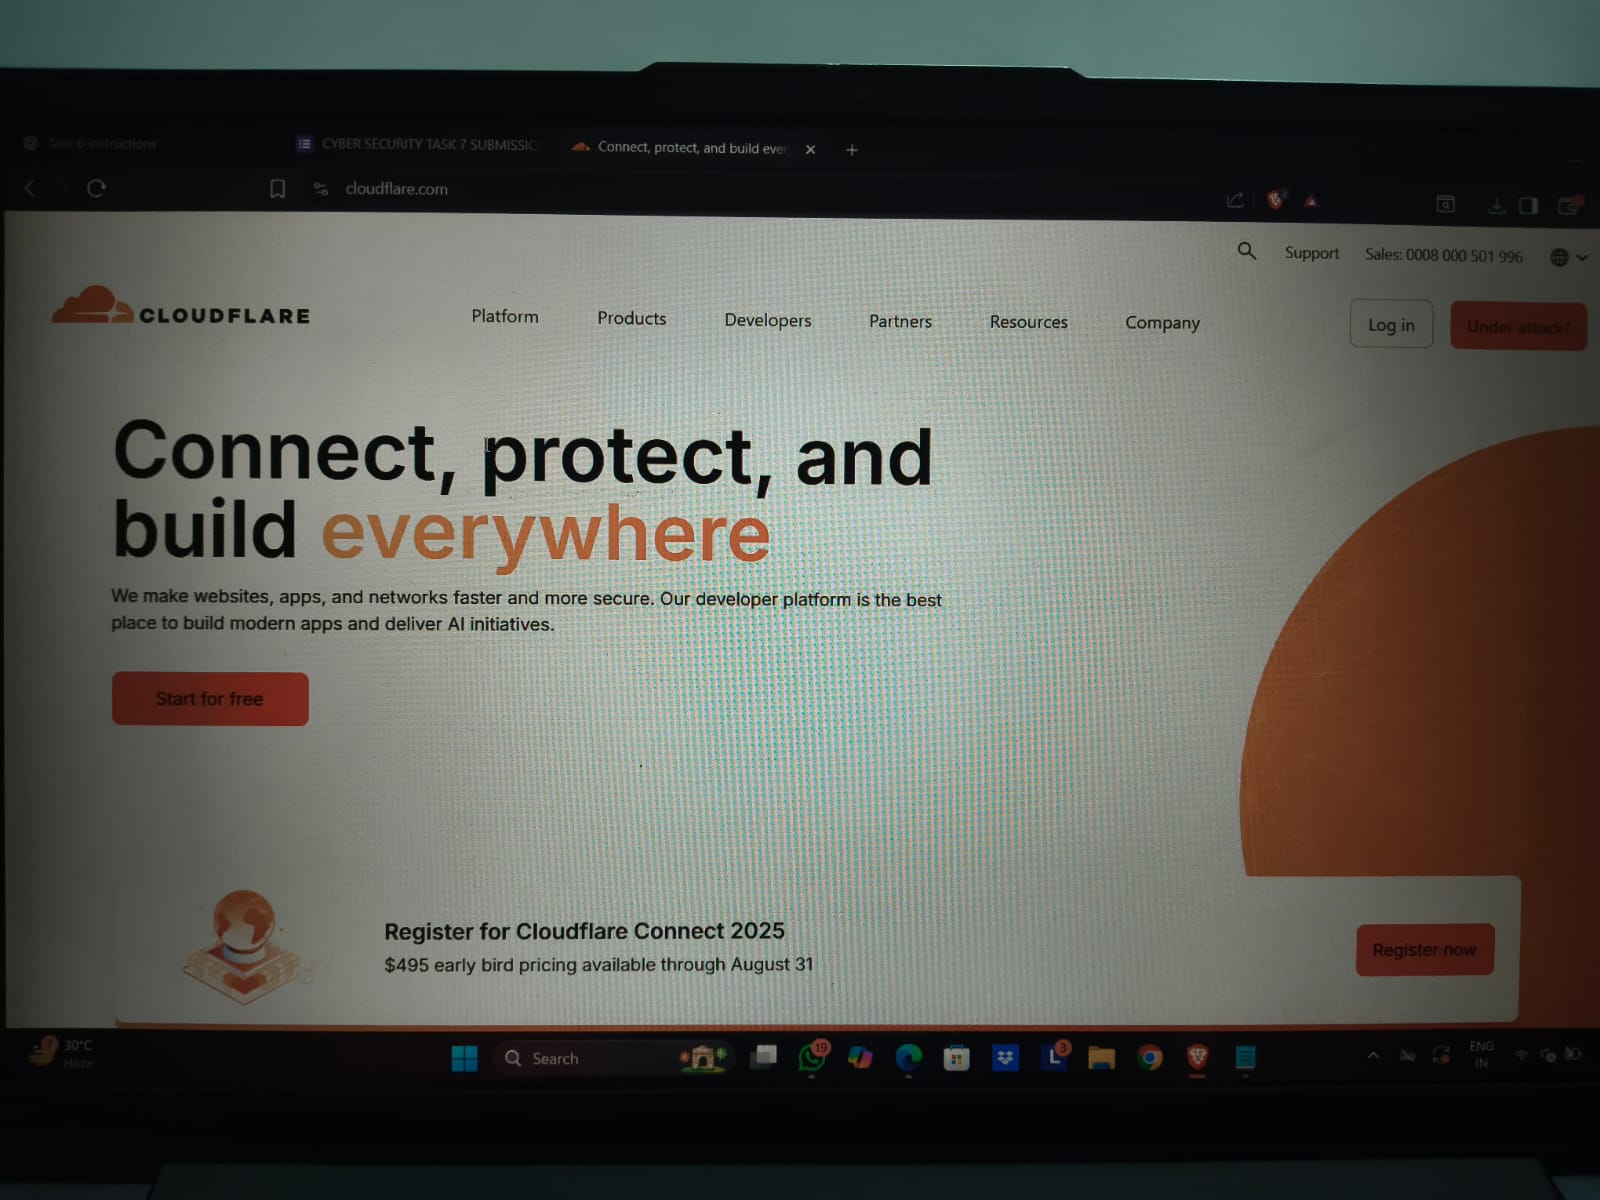 Task 6 instructions
CYBER SECURITY TASK 7 SUBMISSIO
Connect, protect, and build ever
cloudflare.com
Support
Sales: 0008 000 501 996
CLOUDFLARE
Platform
Products
Developers
Partners
Resources
Company
Log in
Under attack?
Connect, protect, and
build everywhere
We make websites, apps, and networks faster and more secure. Our developer platform is the best
place to build modern apps and deliver AI initiatives.
Start for free
Register for Cloudflare Connect 2025
$495 early bird pricing available through August 31
Register now
7
30°C
Haze
Search
19
L
3
ENG
IN